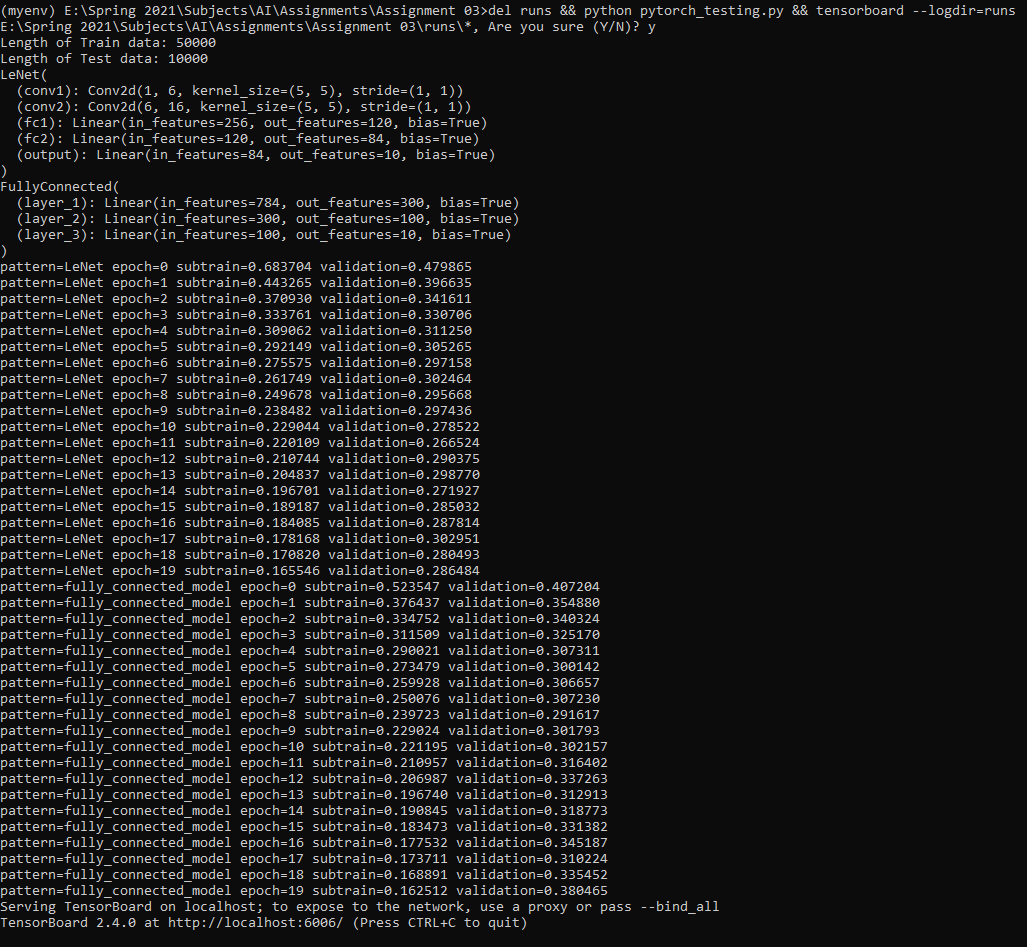 (myenv) E:\Spring 2021\Subjects\AI\Assignments\Assignment 03>del runs && python pytorch_testing.py && tensorboard --logdir=runs
E:\Spring 2021\Subjects\AI\Assignments\Assignment 03\runs\*, Are you sure (Y/N)? y
Length of Train data: 50000
Length of Test data: 10000
LeNet(
  (conv1): Conv2d(1, 6, kernel_size=(5, 5), stride=(1, 1))
  (conv2): Conv2d(6, 16, kernel_size=(5, 5), stride=(1, 1))
  (fc1): Linear(in_features=256, out_features=120, bias=True)
  (fc2): Linear(in_features=120, out_features=84, bias=True)
  (output): Linear(in_features=84, out_features=10, bias=True)
)
FullyConnected(
  (layer_1): Linear(in_features=784, out_features=300, bias=True)
  (layer_2): Linear(in_features=300, out_features=100, bias=True)
  (layer_3): Linear(in_features=100, out_features=10, bias=True)
)
pattern=LeNet epoch=0 subtrain=0.683704 validation=0.479865
pattern=LeNet epoch=1 subtrain=0.443265 validation=0.396635
pattern=LeNet epoch=2 subtrain=0.370930 validation=0.341611
pattern=LeNet epoch=3 subtrain=0.333761 validation=0.330706
pattern=LeNet epoch=4 subtrain=0.309062 validation=0.311250
pattern=LeNet epoch=5 subtrain=0.292149 validation=0.305265
pattern=LeNet epoch=6 subtrain=0.275575 validation=0.297158
pattern=LeNet epoch=7 subtrain=0.261749 validation=0.302464
pattern=LeNet epoch=8 subtrain=0.249678 validation=0.295668
pattern=LeNet epoch=9 subtrain=0.238482 validation=0.297436
pattern=LeNet epoch=10 subtrain=0.229044 validation=0.278522
pattern=LeNet epoch=11 subtrain=0.220109 validation=0.266524
pattern=LeNet epoch=12 subtrain=0.210744 validation=0.290375
pattern=LeNet epoch=13 subtrain=0.204837 validation=0.298770
pattern=LeNet epoch=14 subtrain=0.196701 validation=0.271927
pattern=LeNet epoch=15 subtrain=0.189187 validation=0.285032
pattern=LeNet epoch=16 subtrain=0.184085 validation=0.287814
pattern=LeNet epoch=17 subtrain=0.178168 validation=0.302951
pattern=LeNet epoch=18 subtrain=0.170820 validation=0.280493
pattern=LeNet epoch=19 subtrain=0.165546 validation=0.286484
pattern=fully_connected_model epoch=0 subtrain=0.523547 validation=0.407204
pattern=fully_connected_model epoch=1 subtrain=0.376437 validation=0.354880
pattern=fully_connected_model epoch=2 subtrain=0.334752 validation=0.340324
pattern=fully_connected_model epoch=3 subtrain=0.311509 validation=0.325170
pattern=fully_connected_model epoch=4 subtrain=0.290021 validation=0.307311
pattern=fully_connected_model epoch=5 subtrain=0.273479 validation=0.300142
pattern=fully_connected_model epoch=6 subtrain=0.259928 validation=0.306657
pattern=fully_connected_model epoch=7 subtrain=0.250076 validation=0.307230
pattern=fully_connected_model epoch=8 subtrain=0.239723 validation=0.291617
pattern=fully_connected_model epoch=9 subtrain=0.229024 validation=0.301793
pattern=fully_connected_model epoch=10 subtrain=0.221195 validation=0.302157
pattern=fully_connected_model epoch=11 subtrain=0.210957 validation=0.316402
pattern=fully_connected_model epoch=12 subtrain=0.206987 validation=0.337263
pattern=fully_connected_model epoch=13 subtrain=0.196740 validation=0.312913
pattern=fully_connected_model epoch=14 subtrain=0.190845 validation=0.318773
pattern=fully_connected_model epoch=15 subtrain=0.183473 validation=0.331382
pattern=fully_connected_model epoch=16 subtrain=0.177532 validation=0.345187
pattern=fully_connected_model epoch=17 subtrain=0.173711 validation=0.310224
pattern=fully_connected_model epoch=18 subtrain=0.168891 validation=0.335452
pattern=fully_connected_model epoch=19 subtrain=0.162512 validation=0.380465
Serving TensorBoard on localhost; to expose to the network, use a proxy or pass --bind_all
TensorBoard 2.4.0 at http://localhost:6006/ (Press CTRL+C to quit)